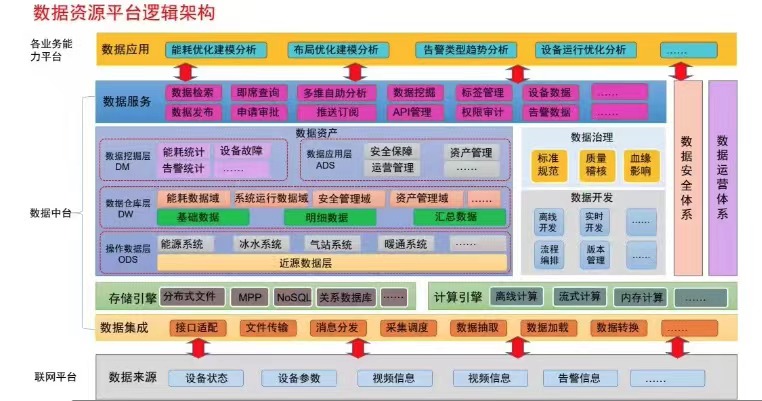 数据资源平台逻辑架构
各业务能力平台
数据应用 能耗优化建模分析 布局优化建模分析 告警类型趋势分析 设备运行优化分析 ……
数据中台
数据服务 数据检索 即席查询 多维自助分析 数据挖掘 标签管理 设备数据 ……
数据发布 申请审批 推送订阅 API管理 权限审计 告警数据 ……
数据资产
数据挖掘层 DM 能耗统计 设备故障
告警统计 ……
数据应用层 ADS 安全保障 资产管理
运营管理 ……
数据仓库层 DW 能耗数据域 系统运行数据域 安全管理域 资产管理域 ……
基础数据 明细数据 汇总数据
操作数据层 ODS 能源系统 冰水系统 气站系统 暖通系统 ……
近源数据层
数据治理
标准规范 质量稽核 血缘影响
数据开发
离线开发 实时开发 ……
流程编排 版本管理 ……
数据安全体系
数据运营体系
存储引擎 分布式文件 MPP NoSQL 关系数据库 ……
计算引擎 离线计算 流式计算 内存计算 ……
数据集成 接口适配 文件传输 消息分发 采集调度 数据抽取 数据加载 数据转换 ……
联网平台
数据来源 设备状态 设备参数 视频信息 视频信息 告警信息 ……